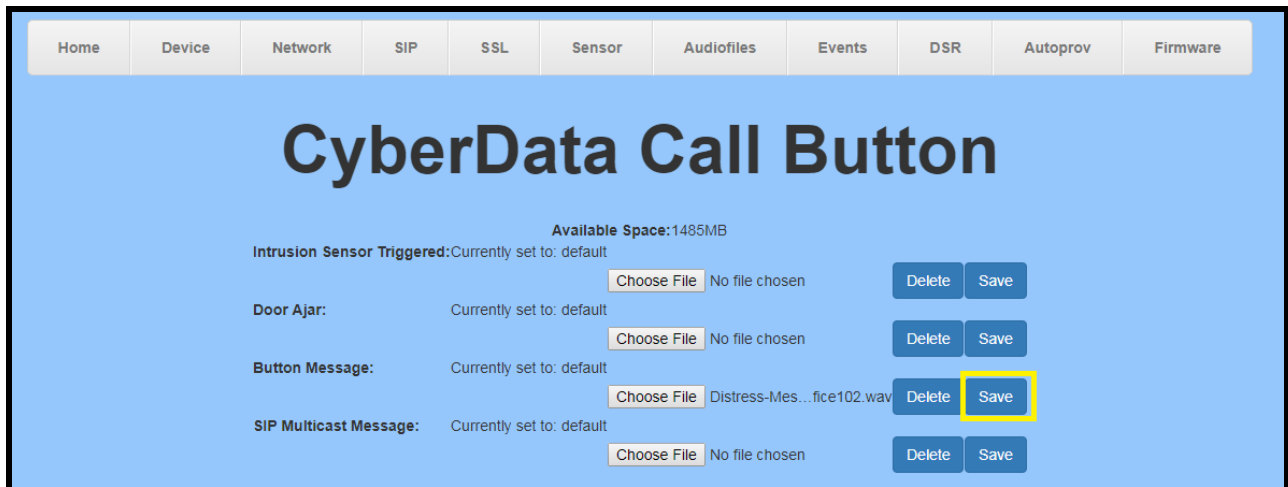 Home Device Network SIP SSL Sensor Audiofiles Events DSR Autoprov Firmware
CyberData Call Button
Available Space:1485MB
Intrusion Sensor Triggered:Currently set to: default
Choose File No file chosen Delete Save
Door Ajar: Currently set to: default
Choose File No file chosen Delete Save
Button Message: Currently set to: default
Choose File Distress-Mes...fice102.wav Delete Save
SIP Multicast Message: Currently set to: default
Choose File No file chosen Delete Save